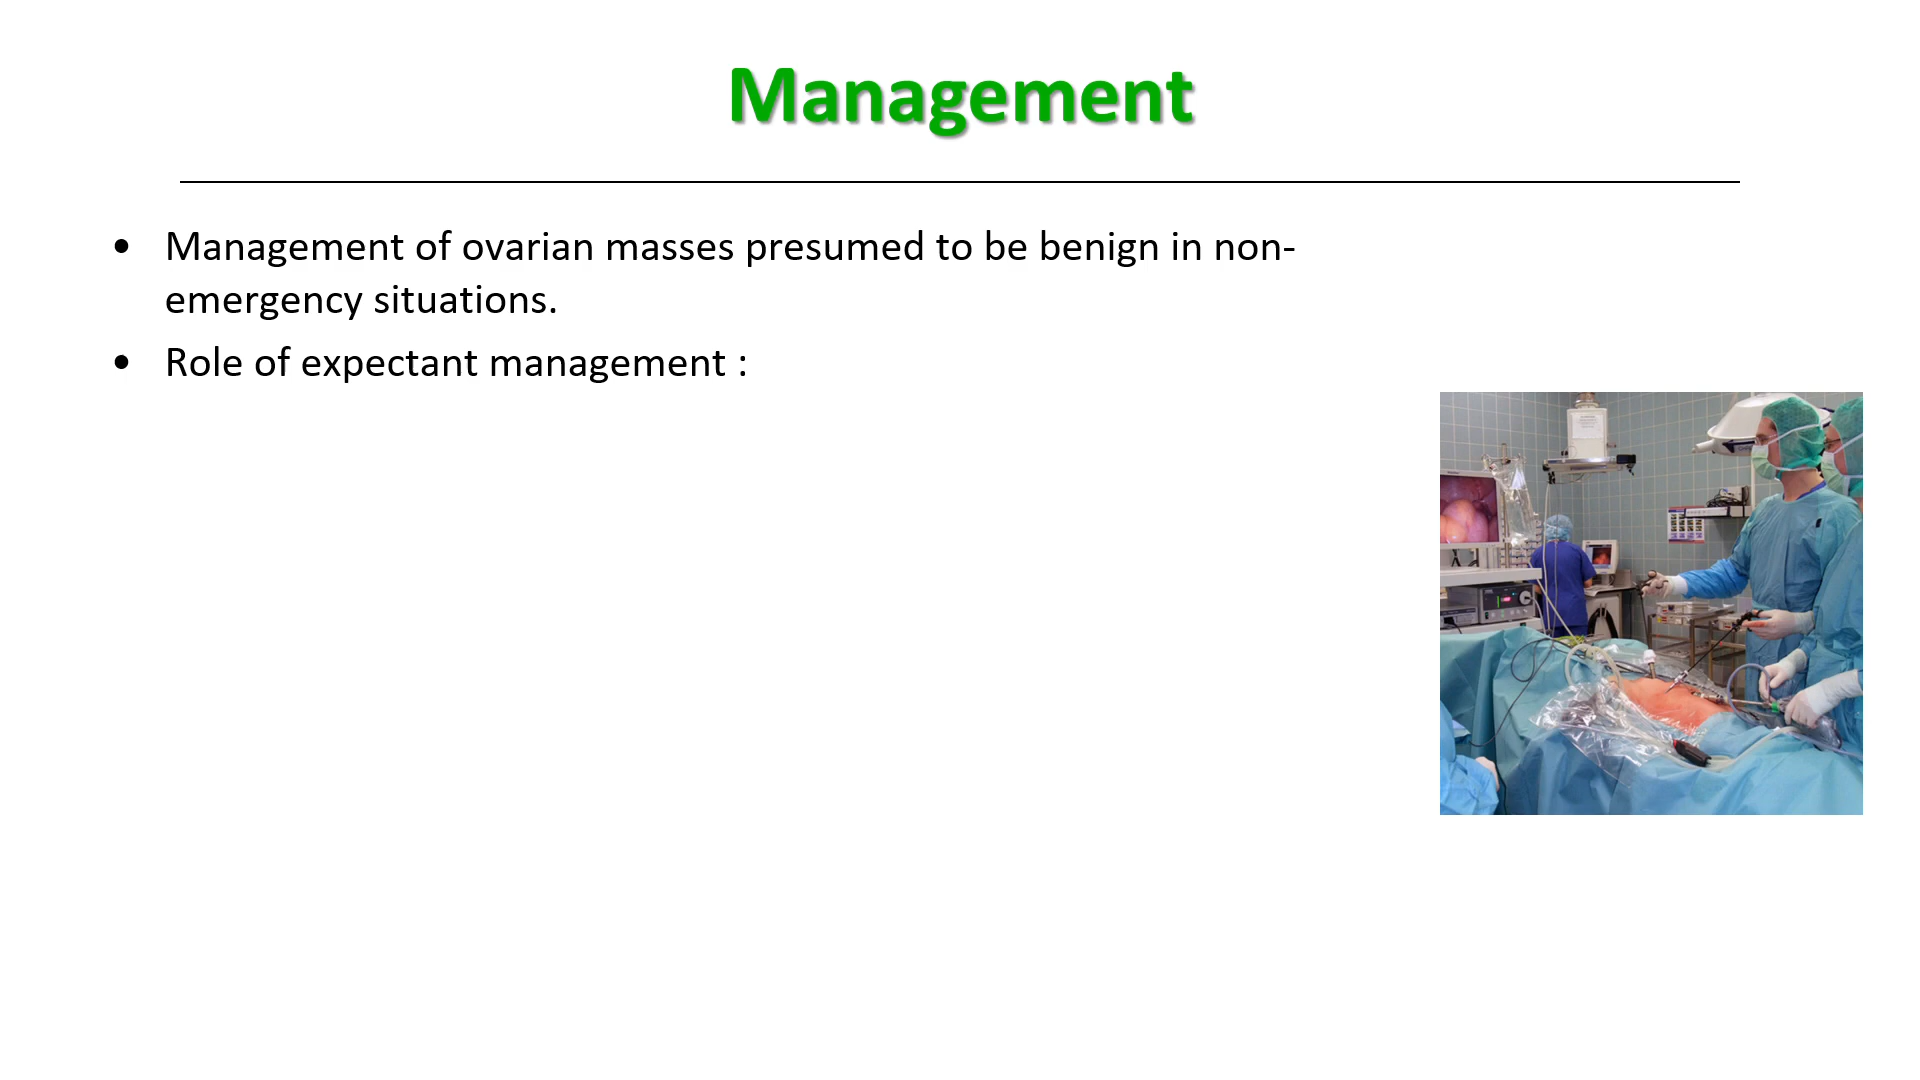 Management
• Management of ovarian masses presumed to be benign in non-
emergency situations.
• Role of expectant management :